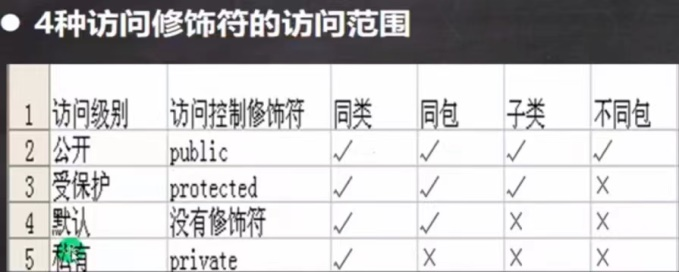 ● 4种访问修饰符的访问范围
1 访问级别 访问控制修饰符 同类 同包 子类 不同包
2 公开 public ✓ ✓ ✓ ✓
3 受保护 protected ✓ ✓ ✓ ×
4 默认 没有修饰符 ✓ ✓ × ×
5 私有 private ✓ × × ×